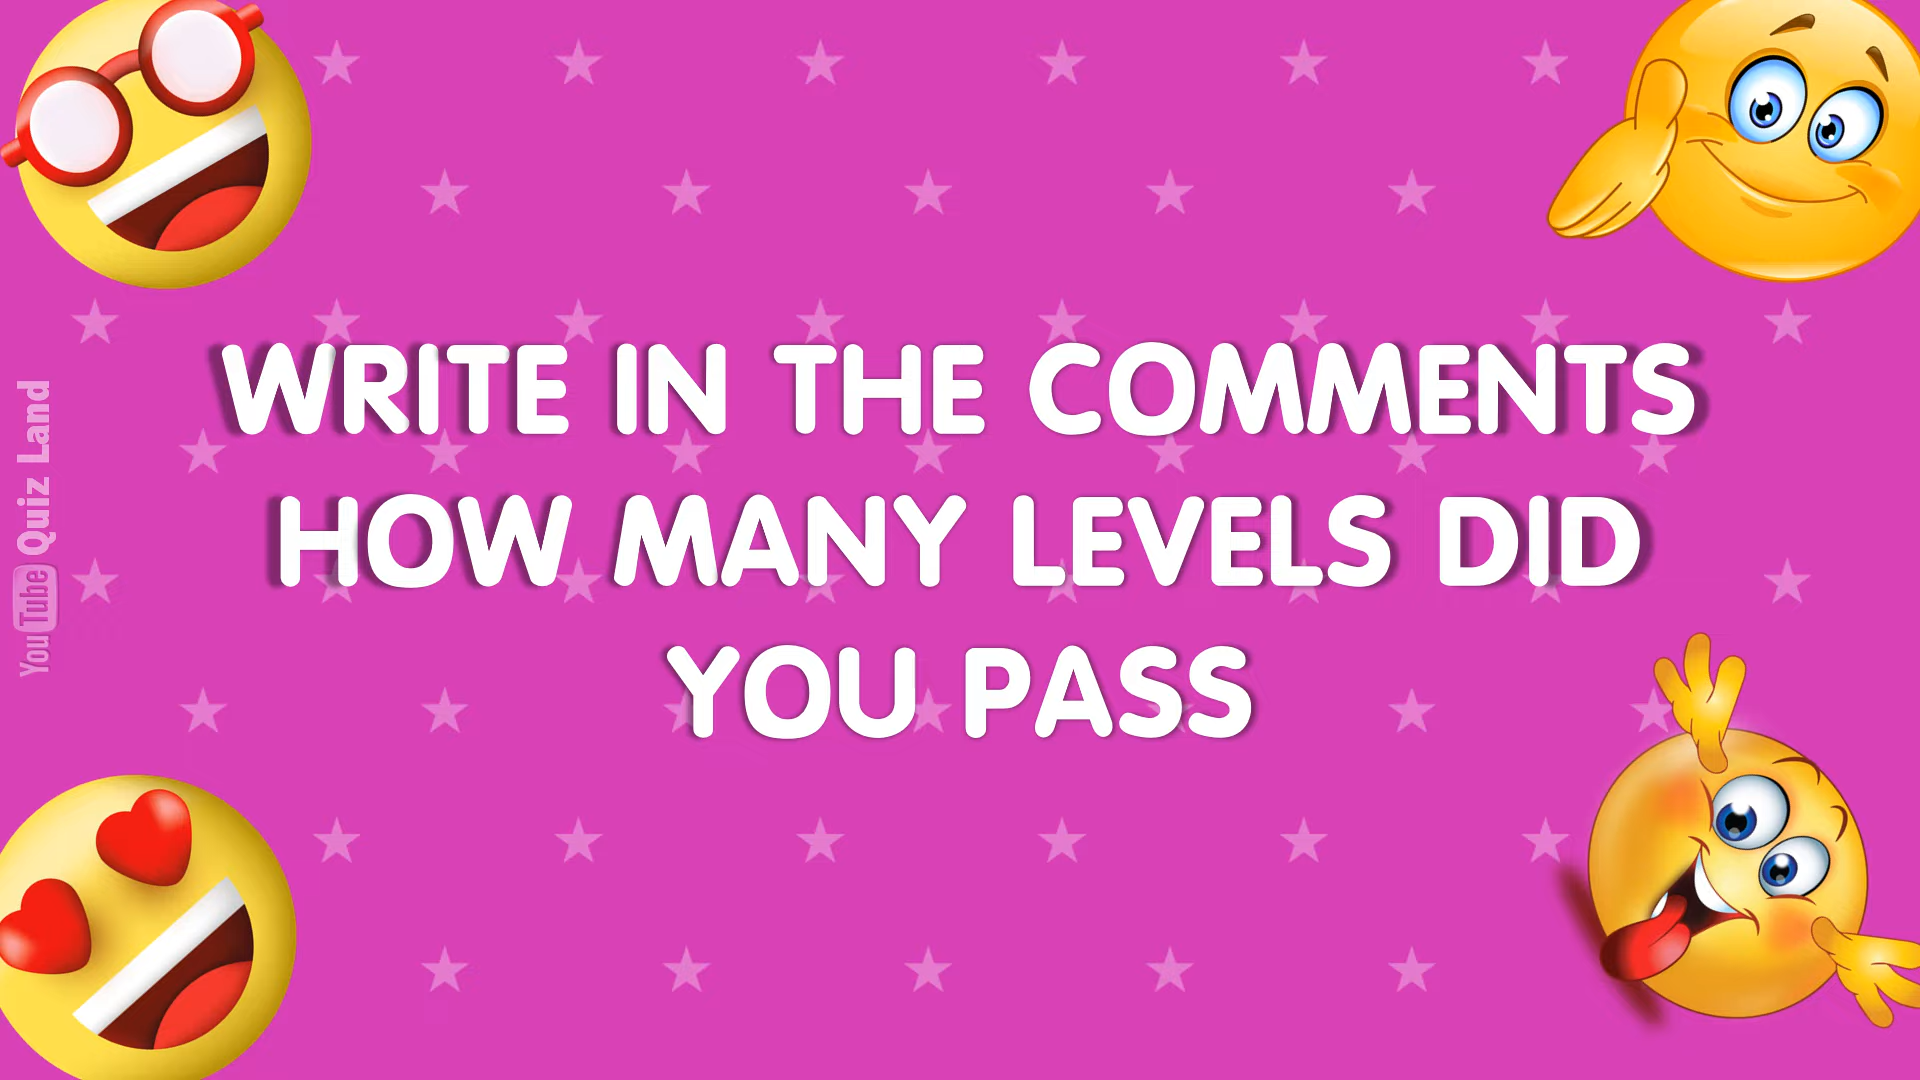 WRITE IN THE COMMENTS
HOW MANY LEVELS DID
YOU PASS
YouTube Quiz Land